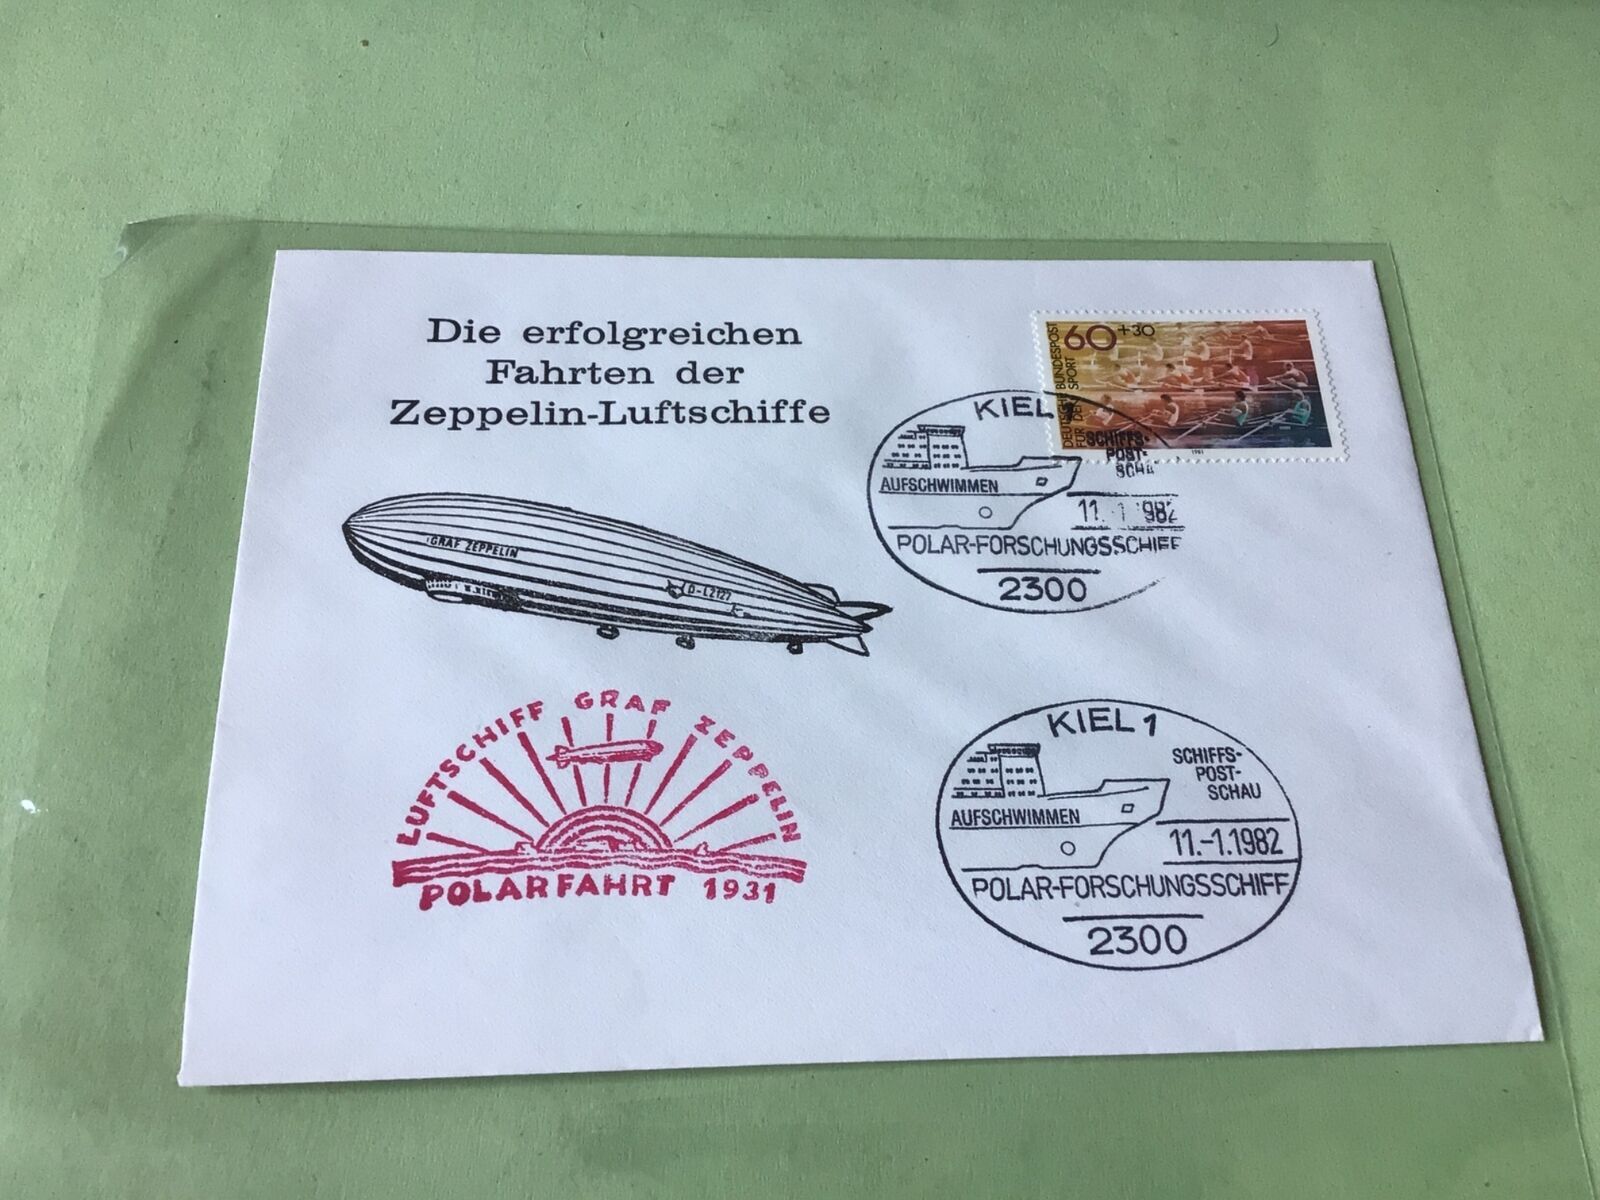 Die erfolgreichen
Fahrten der
Zeppelin-Luftschiffe
60+30
DEUTSCHE BUNDESPOST
FÜR DEN SPORT
1981
KIEL
SCHIFFS-
POST-
SCHA
AUFSCHWIMMEN
11. 1 982
POLAR-FORSCHUNGSSCHIFF
2300
GRAF ZEPPELIN
D-LZ127
LUFTSCHIFF GRAF ZEPPELIN
POLARFAHRT 1931
KIEL 1
SCHIFFS-
POST-
SCHAU
AUFSCHWIMMEN
11.-1.1982
POLAR-FORSCHUNGSSCHIFF
2300